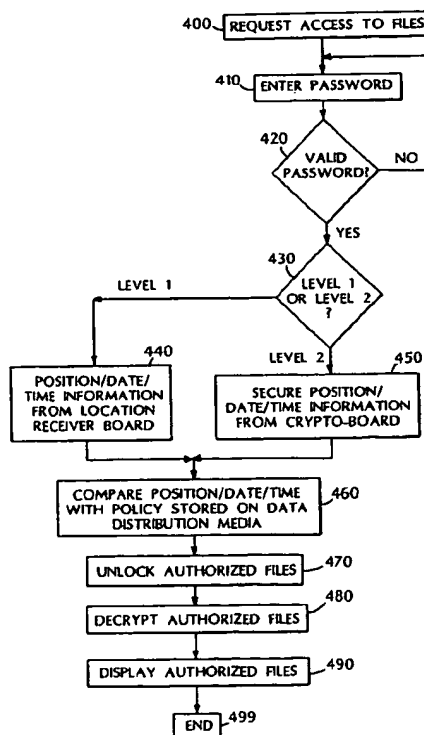 400
REQUEST ACCESS TO FILES
410
ENTER PASSWORD
420
VALID
PASSWORD?
NO
YES
430
LEVEL 1
LEVEL 1
OR LEVEL 2
?
LEVEL 2
440
POSITION/DATE/
TIME INFORMATION
FROM LOCATION
RECEIVER BOARD
450
SECURE POSITION/
DATE/TIME INFORMATION
FROM CRYPTO-BOARD
460
COMPARE POSITION/DATE/TIME
WITH POLICY STORED ON DATA
DISTRIBUTION MEDIA
470
UNLOCK AUTHORIZED FILES
480
DECRYPT AUTHORIZED FILES
490
DISPLAY AUTHORIZED FILES
END
499